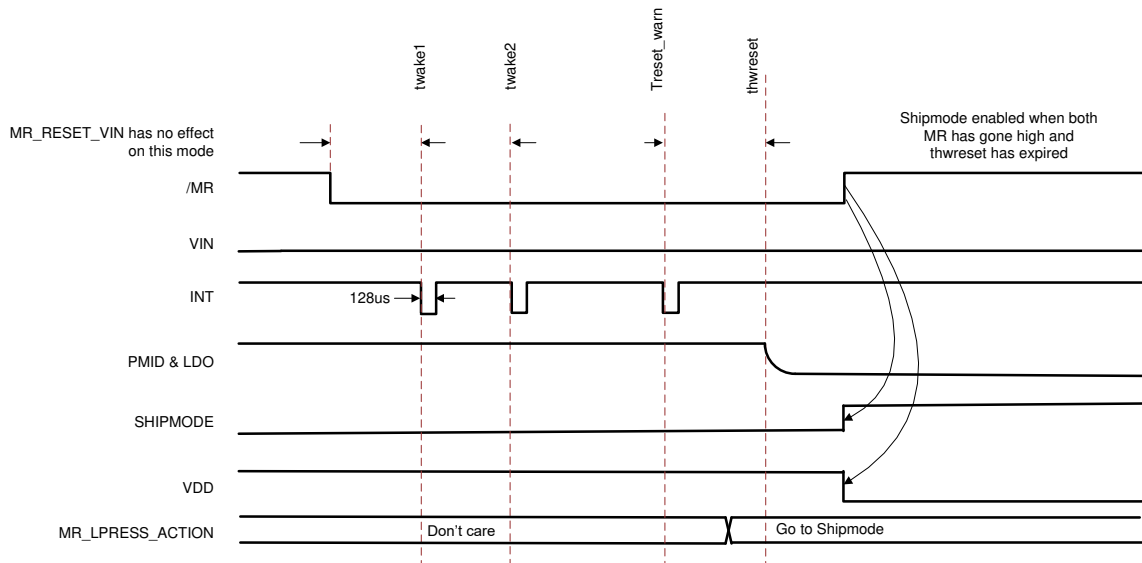 twake1
twake2
Treset_warn
thwreset
MR_RESET_VIN has no effect
on this mode
Shipmode enabled when both
MR has gone high and
thwreset has expired
/MR
VIN
INT
128us
PMID & LDO
SHIPMODE
VDD
MR_LPRESS_ACTION
Don't care
Go to Shipmode